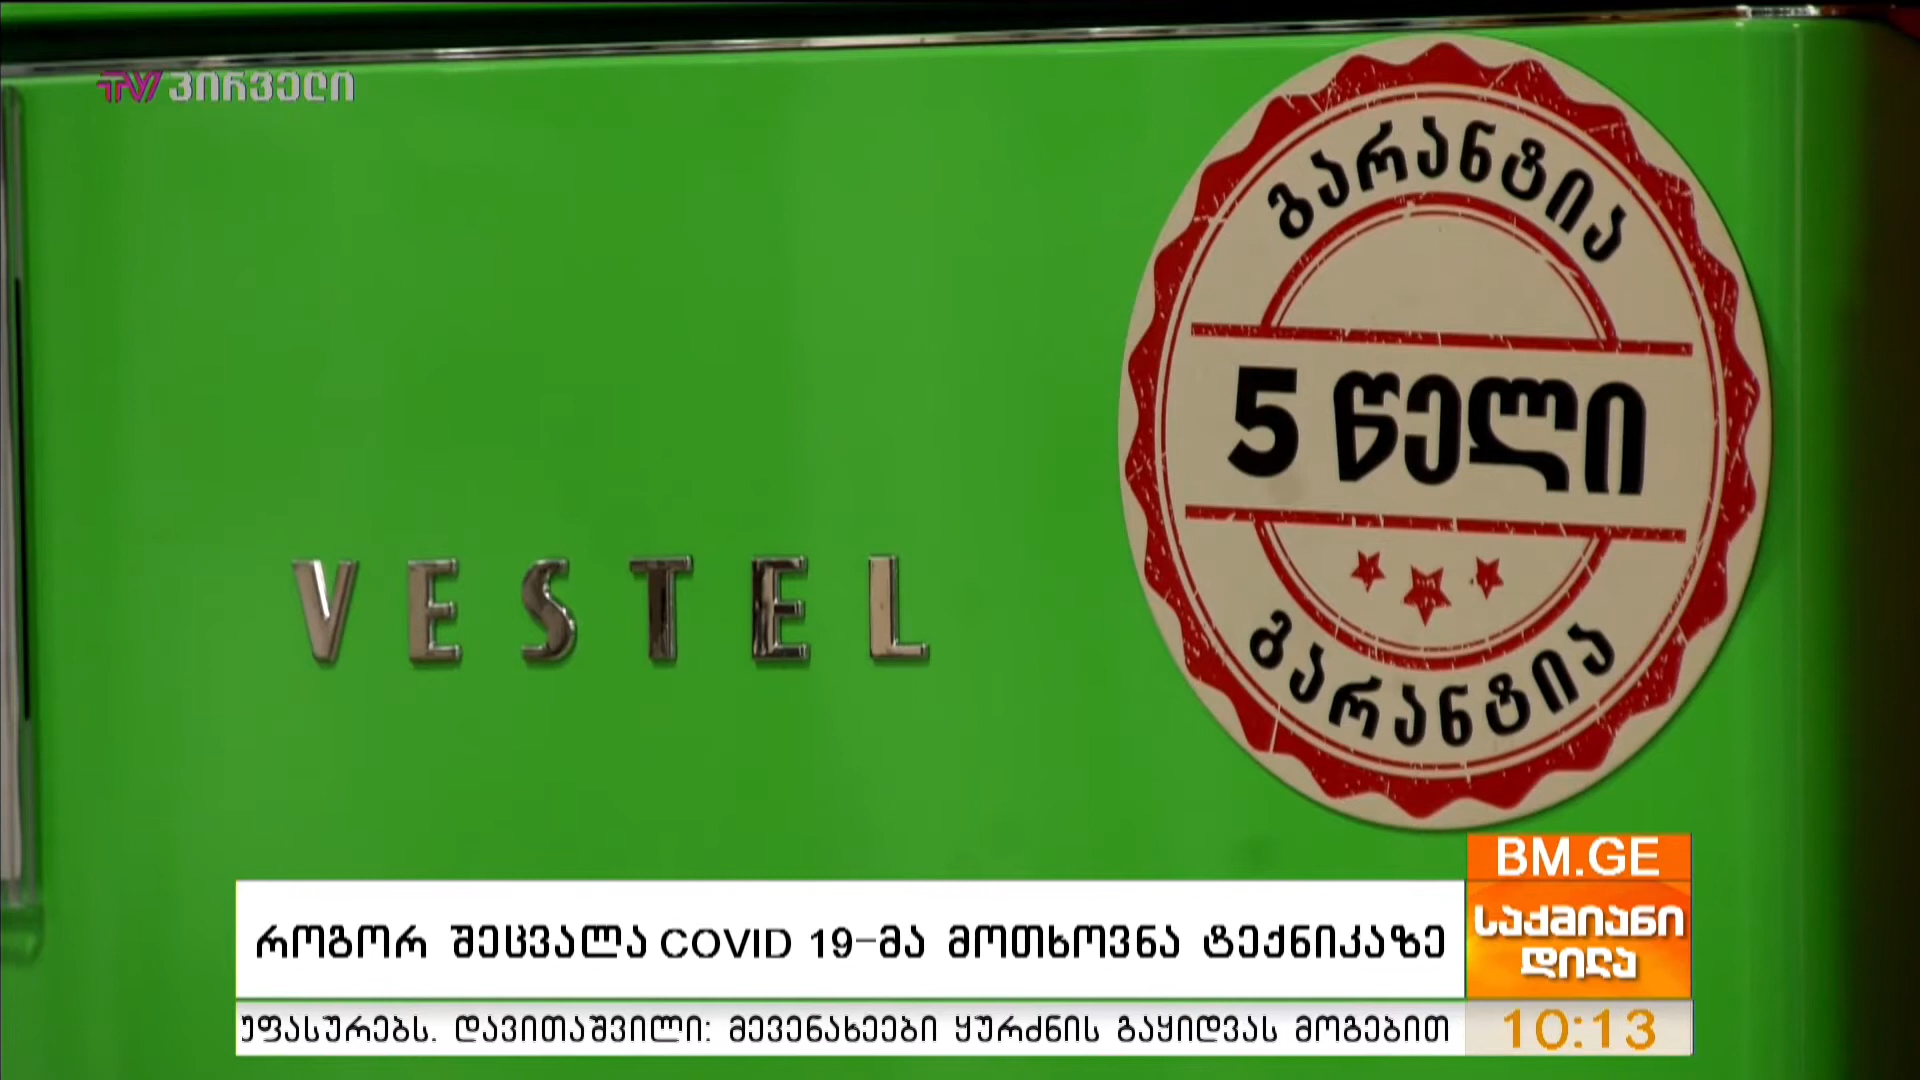 TV პირველი
გარანტია
5 წელი
გარანტია
VESTEL
BM.GE
საქმიანი
დილა
როგორ შეცვალა COVID 19-მა მოთხოვნა ტექნიკაზე
უფასურებს. დავითაშვილი: მევენახეები ყურძნის გაყიდვას მოგებით
10:13